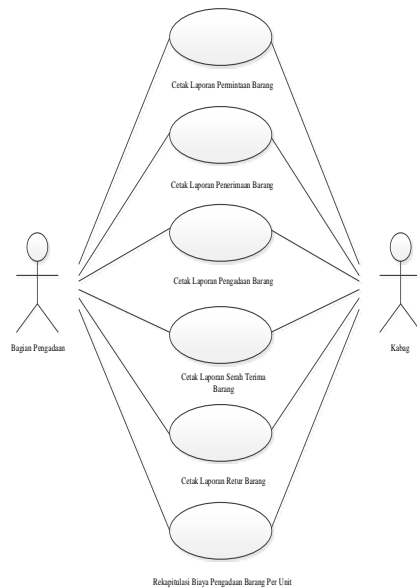 Cetak Laporan Permintaan Barang
Cetak Laporan Penerimaan Barang
Cetak Laporan Pengadaan Barang
Bagian Pengadaan
Kabag
Cetak Laporan Serah Terima
Barang
Cetak Laporan Retur Barang
Rekapitulasi Biaya Pengadaan Barang Per Unit